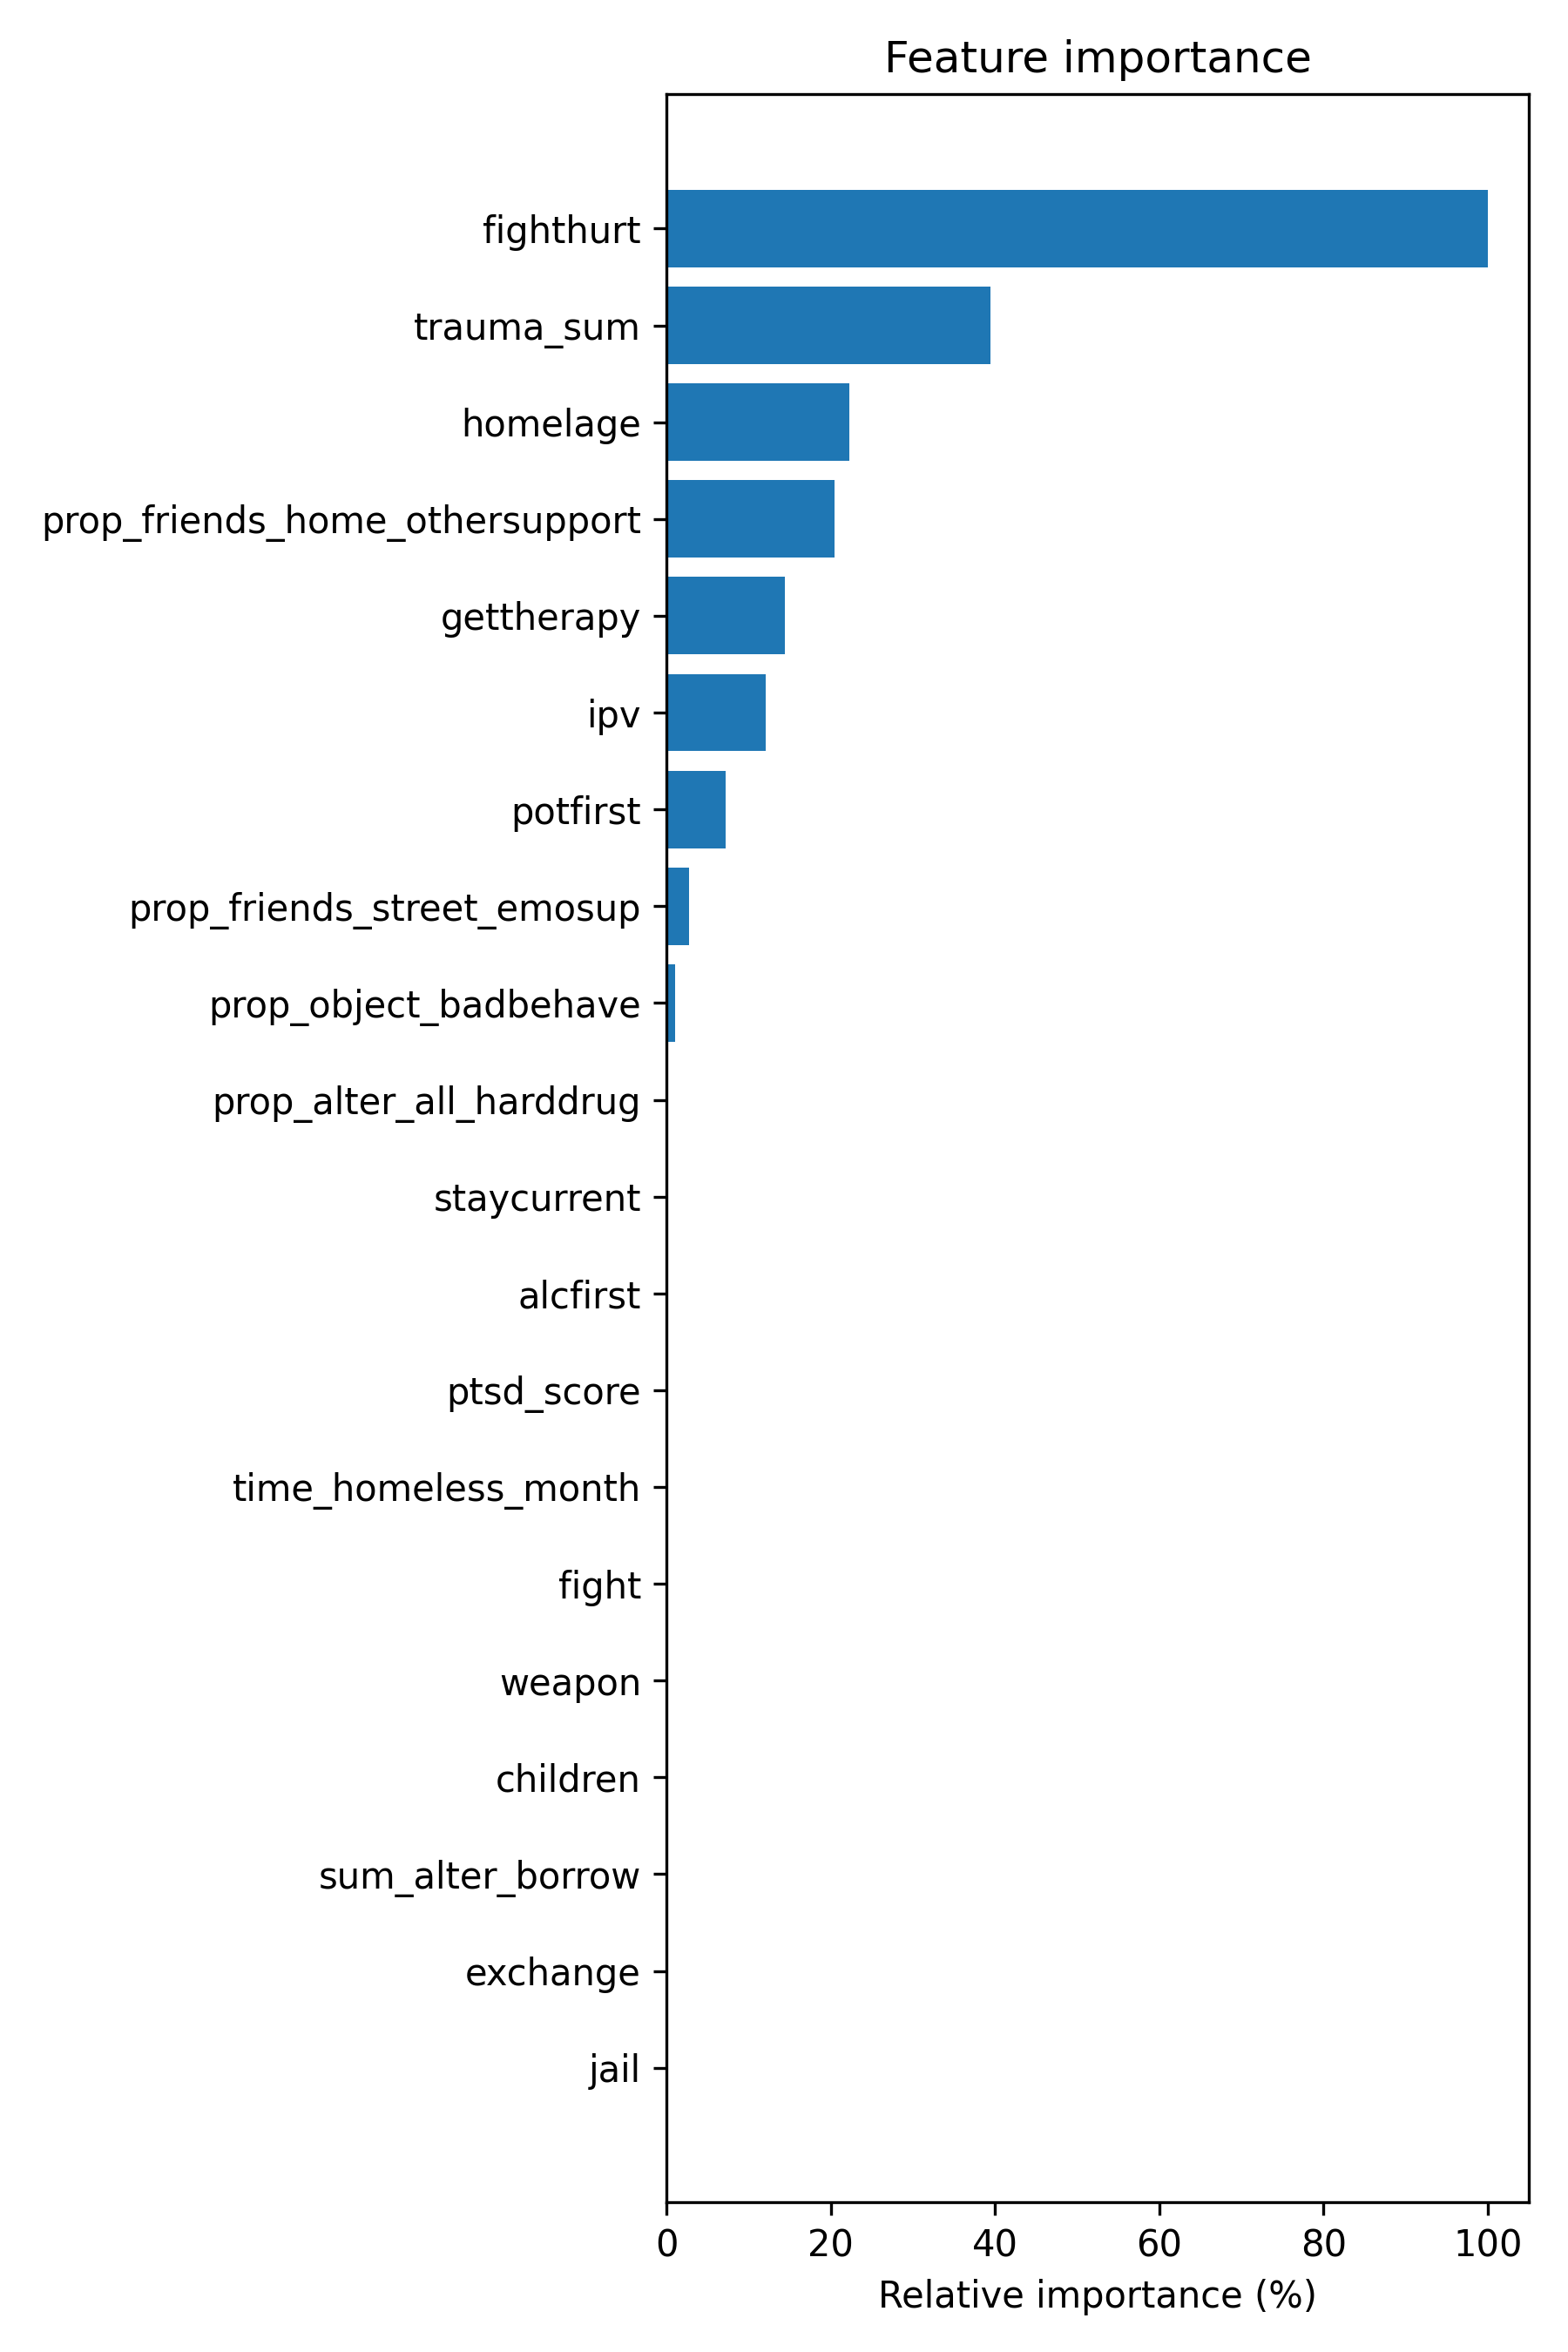 Feature importance
fighthurt
trauma_sum
homelage
prop_friends_home_othersupport
gettherapy
ipv
potfirst
prop_friends_street_emosup
prop_object_badbehave
prop_alter_all_harddrug
staycurrent
alcfirst
ptsd_score
time_homeless_month
fight
weapon
children
sum_alter_borrow
exchange
jail
0 20 40 60 80 100
Relative importance (%)